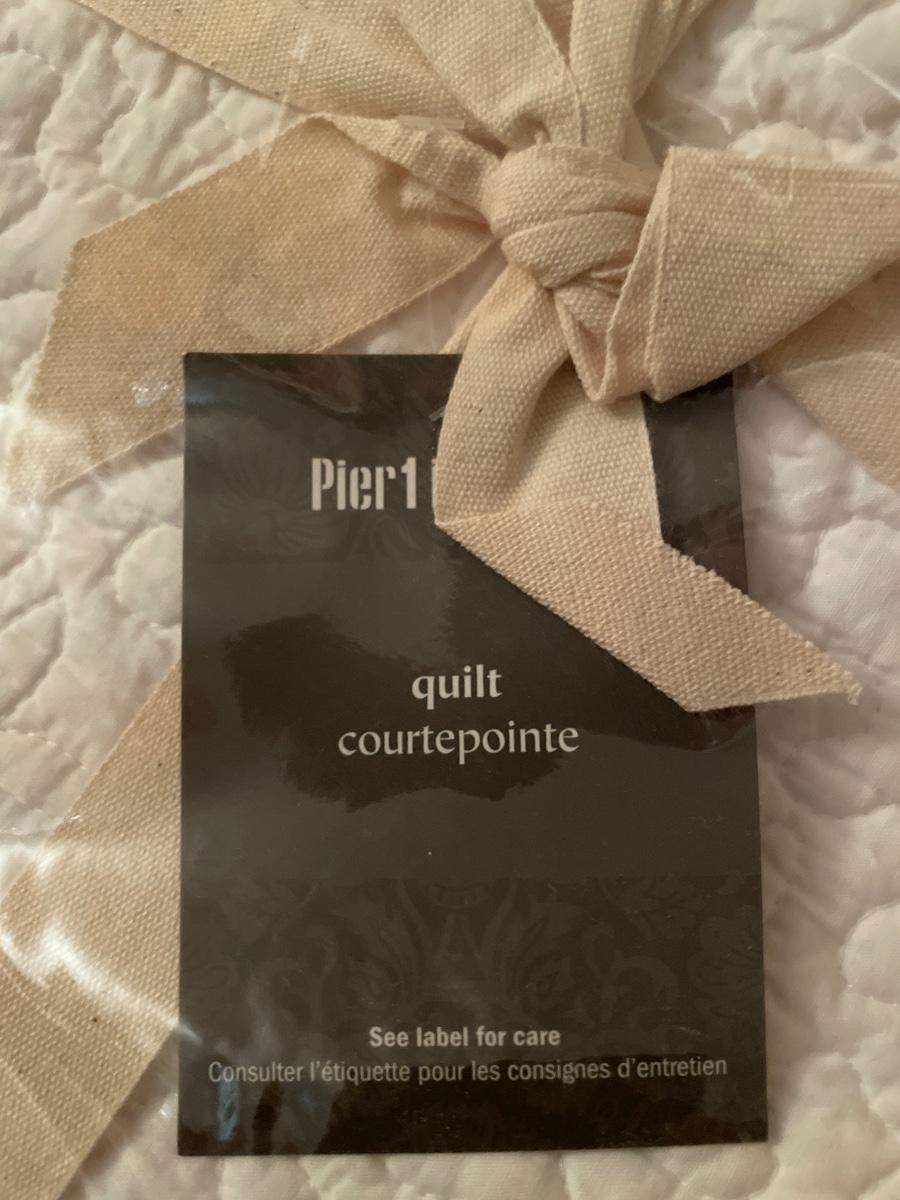 Pier1
quilt
courtepointe
See label for care
Consulter l'étiquette pour les consignes d'entretien